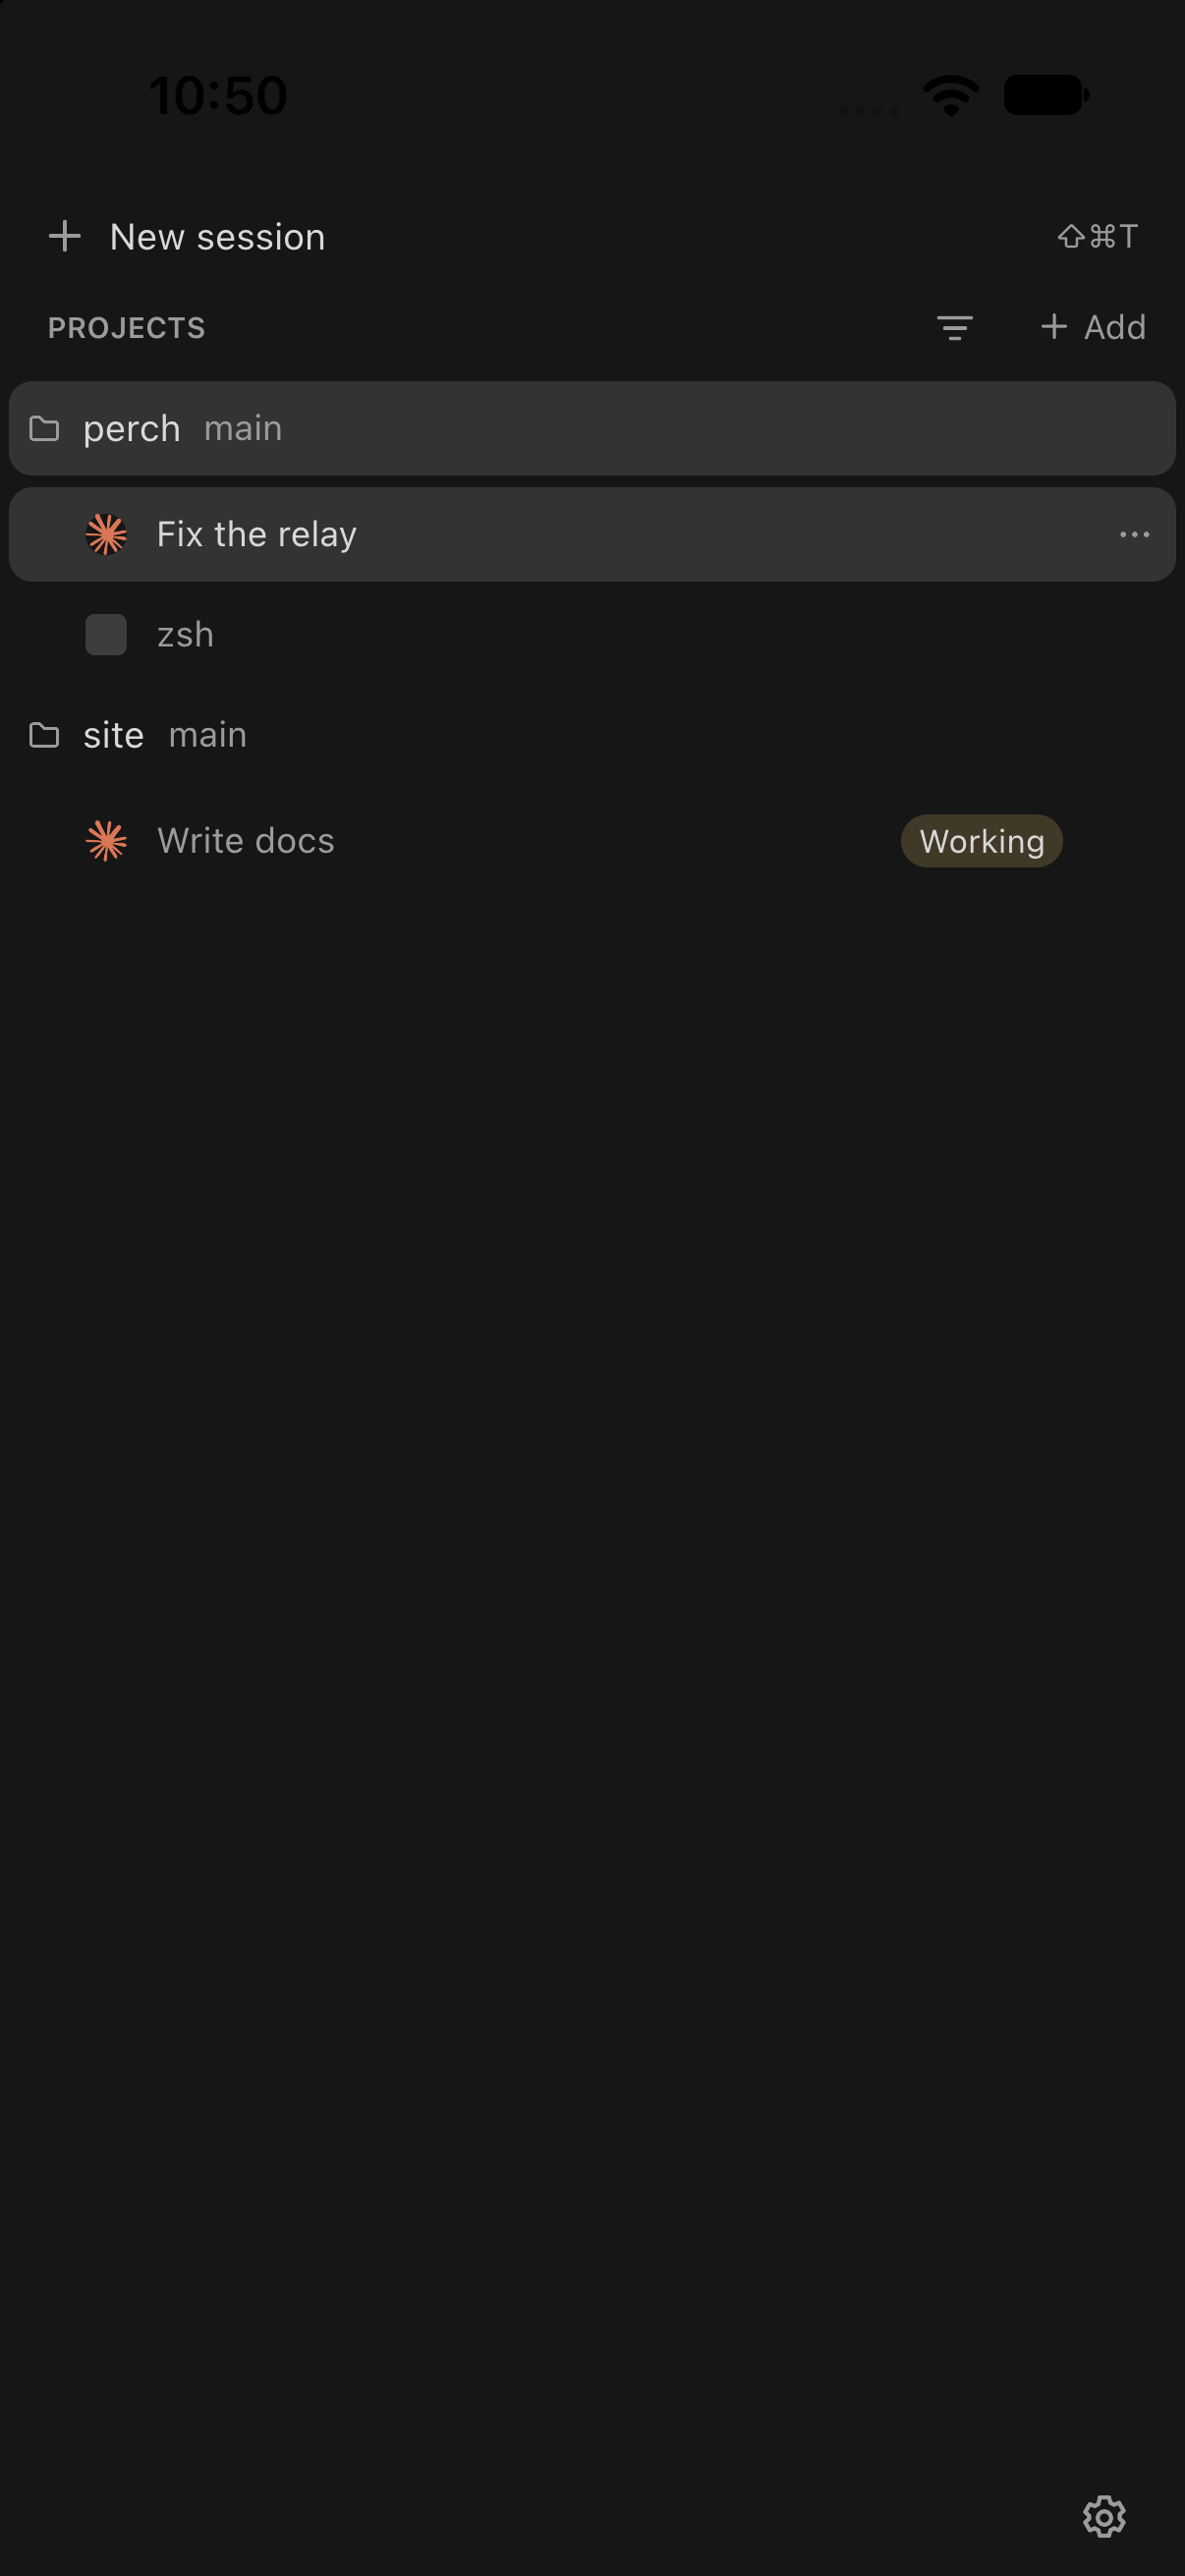 10:50
New session ⇧⌘T
PROJECTS Add
perch main
Fix the relay
zsh
site main
Write docs Working